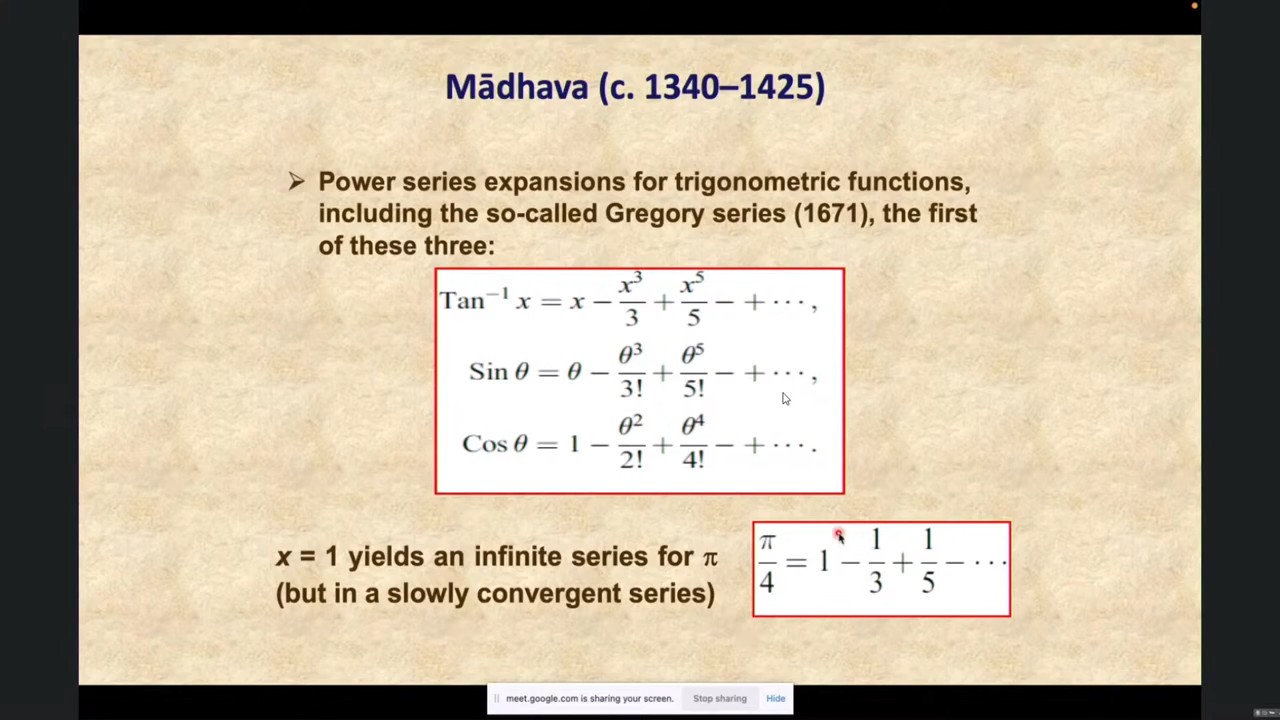 Mādhava (c. 1340–1425)
➢ Power series expansions for trigonometric functions,
including the so-called Gregory series (1671), the first
of these three:
Tan⁻¹ x = x − x³/3 + x⁵/5 − + ⋯ ,
Sin θ = θ − θ³/3! + θ⁵/5! − + ⋯ ,
Cos θ = 1 − θ²/2! + θ⁴/4! − + ⋯ .
x = 1 yields an infinite series for π
(but in a slowly convergent series)
π/4 = 1 − 1/3 + 1/5 − ⋯
meet.google.com is sharing your screen. Stop sharing Hide